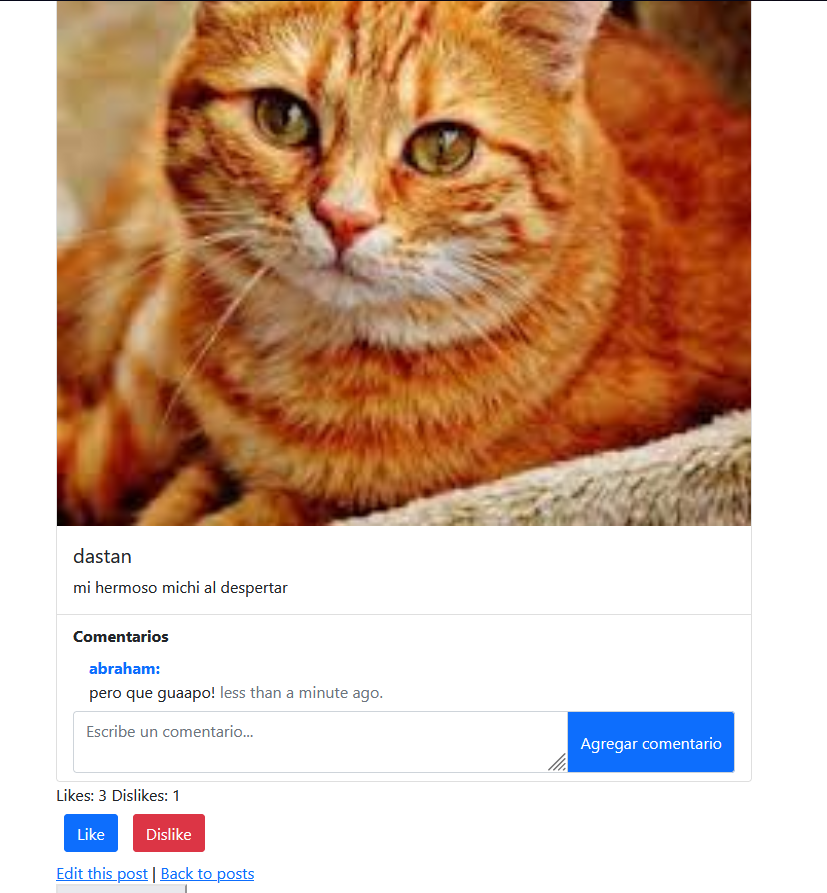 dastan
mi hermoso michi al despertar
Comentarios
abraham:
pero que guaapo! less than a minute ago.
Escribe un comentario...
Agregar comentario
Likes: 3 Dislikes: 1
Like Dislike
Edit this post | Back to posts